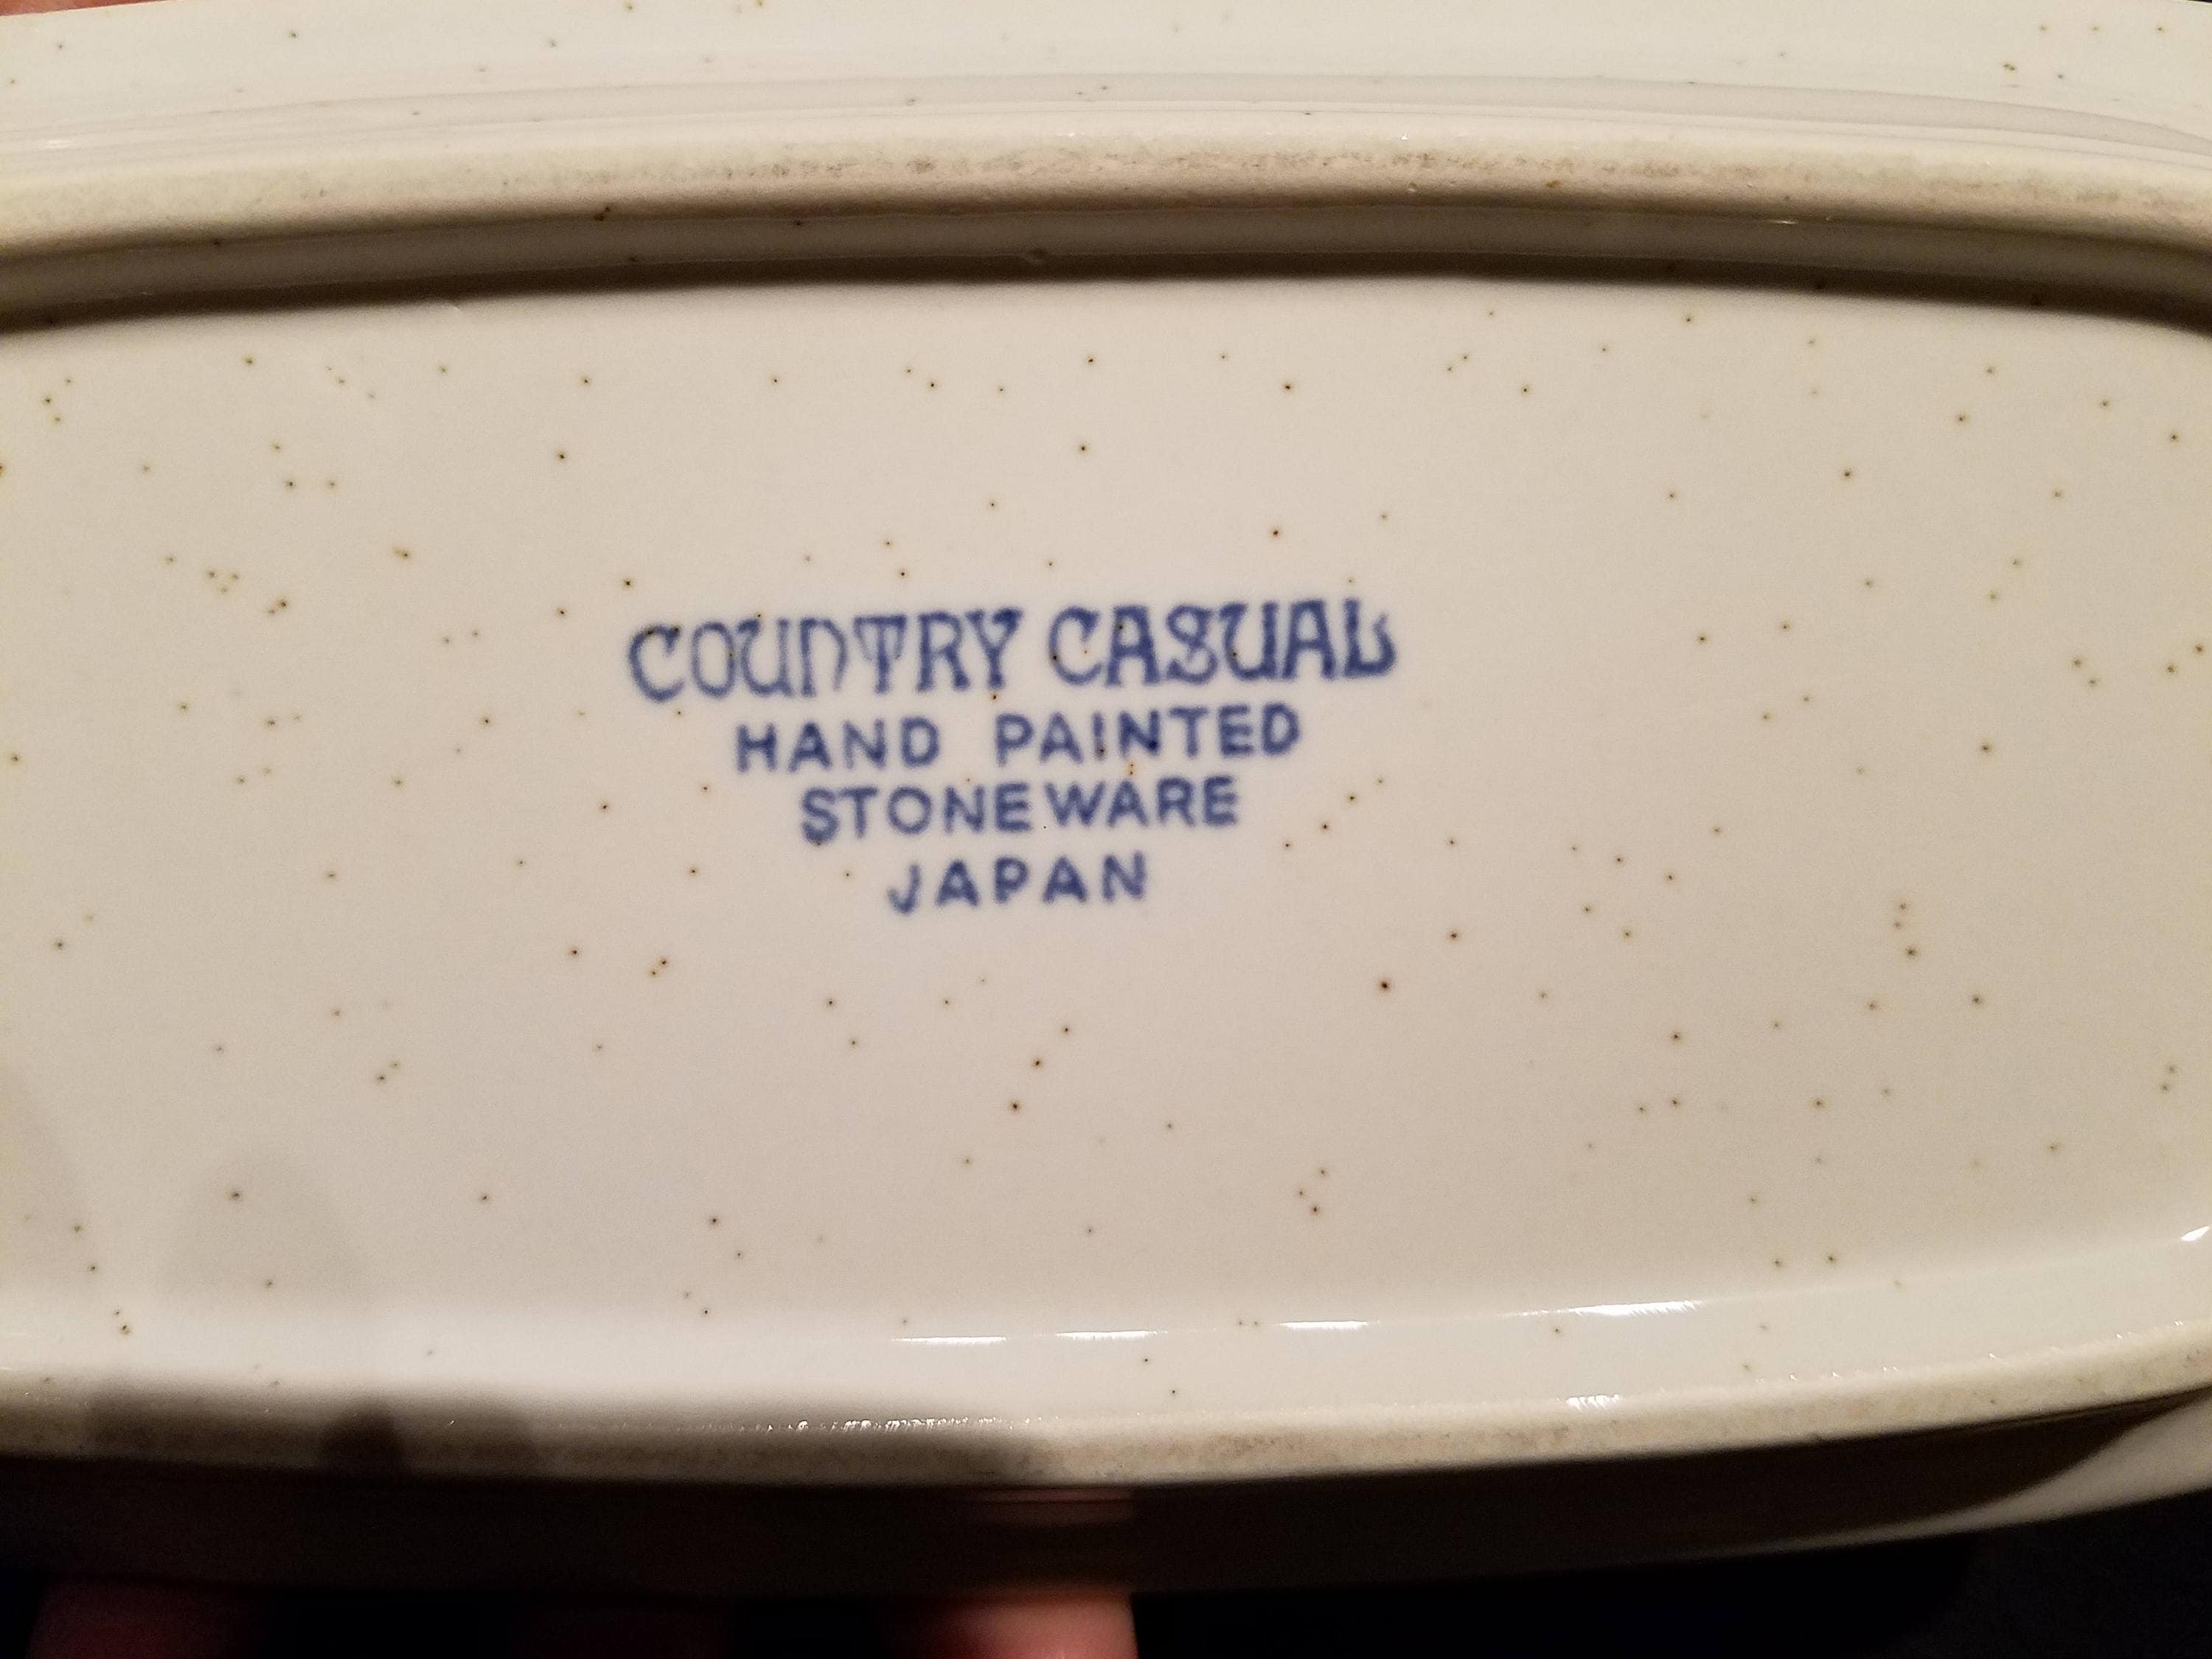 COUNTRY CASUAL
HAND PAINTED
STONEWARE
JAPAN